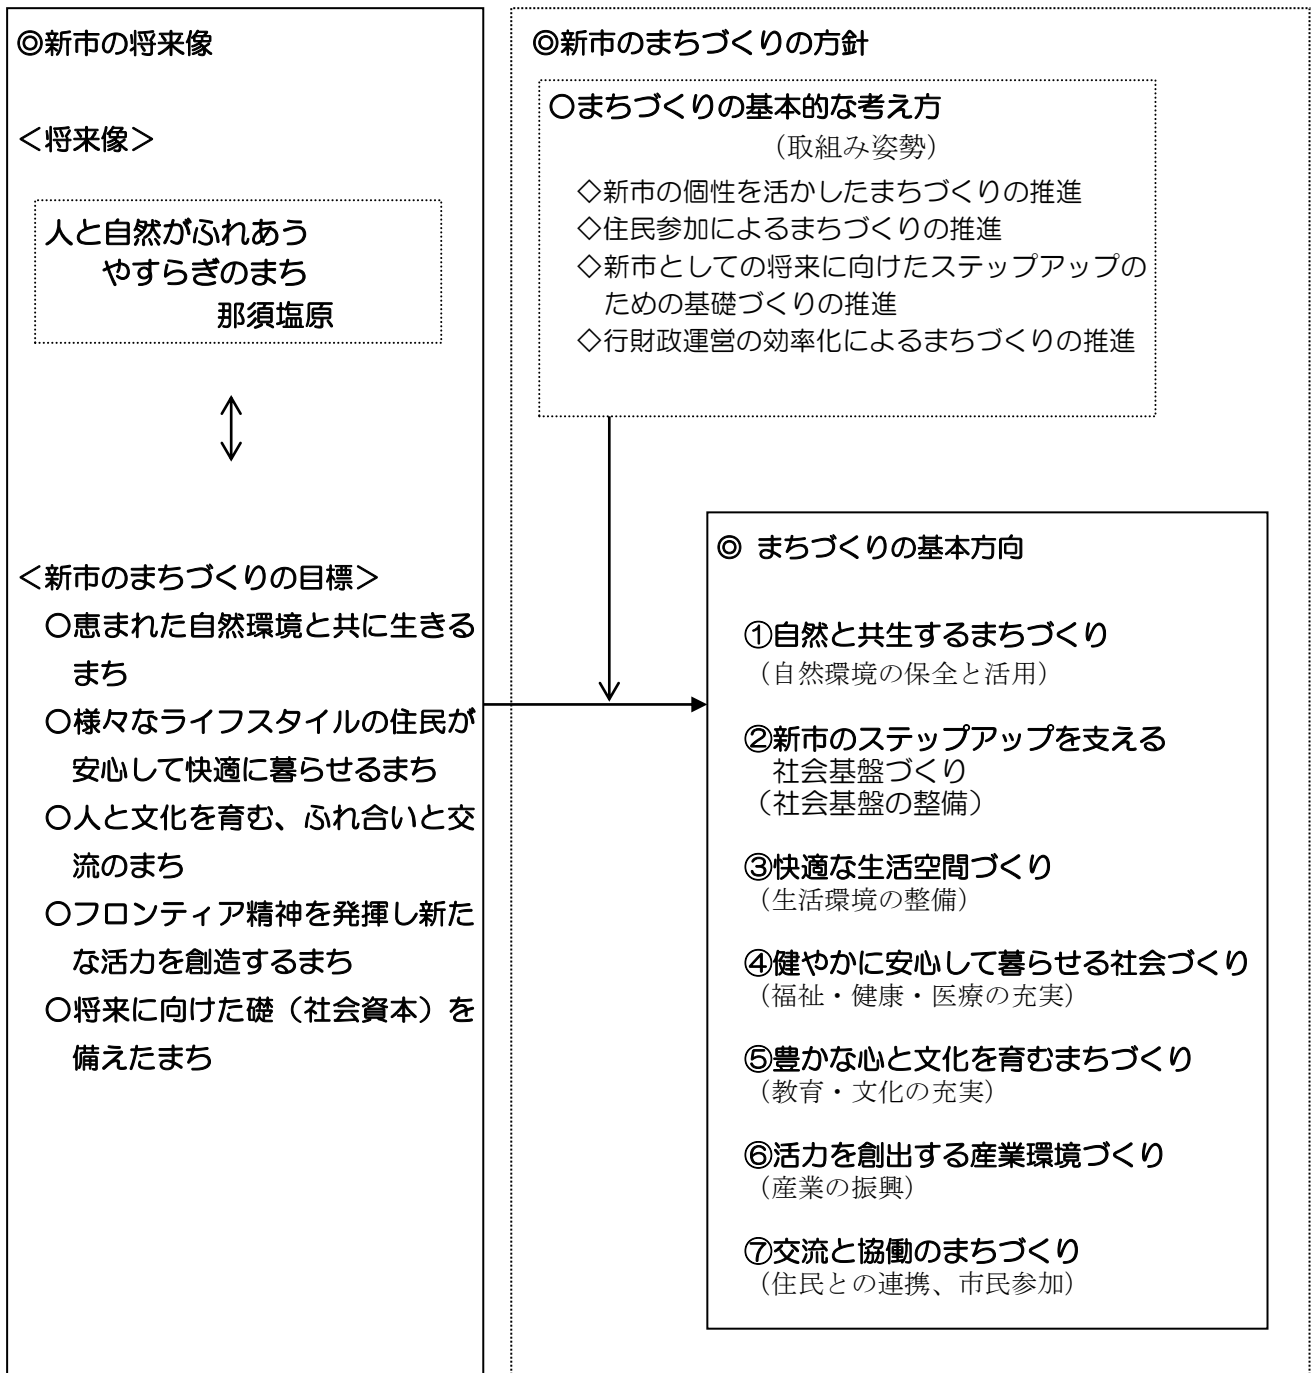 ◎新市の将来像
＜将来像＞
人と自然がふれあう
やすらぎのまち
那須塩原
＜新市のまちづくりの目標＞
○恵まれた自然環境と共に生きる
まち
○様々なライフスタイルの住民が
安心して快適に暮らせるまち
○人と文化を育む、ふれ合いと交
流のまち
○フロンティア精神を発揮し新た
な活力を創造するまち
○将来に向けた礎（社会資本）を
備えたまち
◎新市のまちづくりの方針
○まちづくりの基本的な考え方
（取組み姿勢）
◇新市の個性を活かしたまちづくりの推進
◇住民参加によるまちづくりの推進
◇新市としての将来に向けたステップアップの
ための基礎づくりの推進
◇行財政運営の効率化によるまちづくりの推進
◎ まちづくりの基本方向
①自然と共生するまちづくり
（自然環境の保全と活用）
②新市のステップアップを支える
社会基盤づくり
（社会基盤の整備）
③快適な生活空間づくり
（生活環境の整備）
④健やかに安心して暮らせる社会づくり
（福祉・健康・医療の充実）
⑤豊かな心と文化を育むまちづくり
（教育・文化の充実）
⑥活力を創出する産業環境づくり
（産業の振興）
⑦交流と協働のまちづくり
（住民との連携、市民参加）